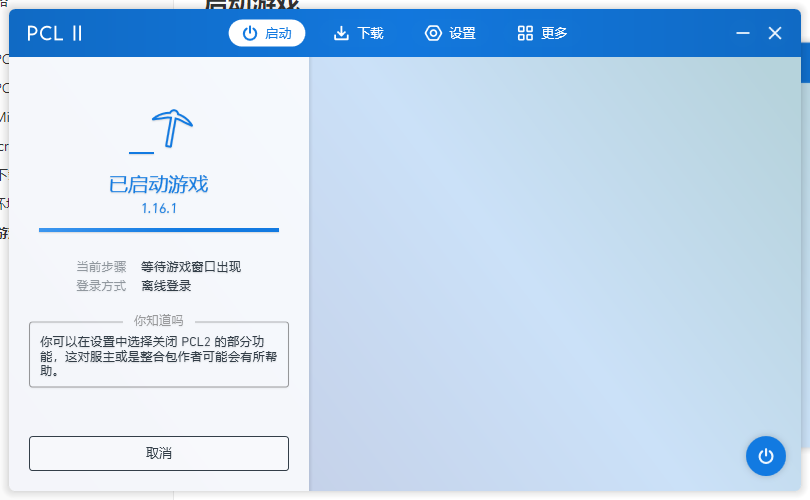 启动游戏
PCL II
启动
下载
设置
更多
已启动游戏
1.16.1
当前步骤 等待游戏窗口出现
登录方式 离线登录
你知道吗
你可以在设置中选择关闭 PCL2 的部分功
能，这对服主或是整合包作者可能会有所帮
助。
取消